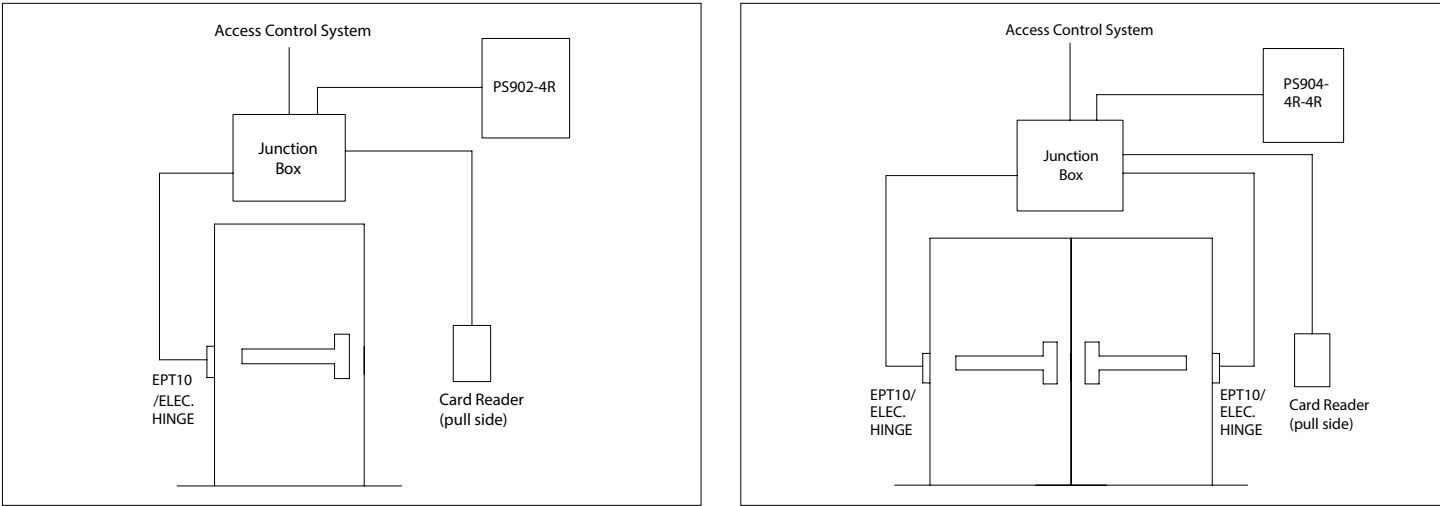 Access Control System
PS902-4R
Junction
Box
EPT10
/ELEC.
HINGE
Card Reader
(pull side)
Access Control System
PS904-
4R-4R
Junction
Box
EPT10/
ELEC.
HINGE
EPT10/
ELEC.
HINGE
Card Reader
(pull side)